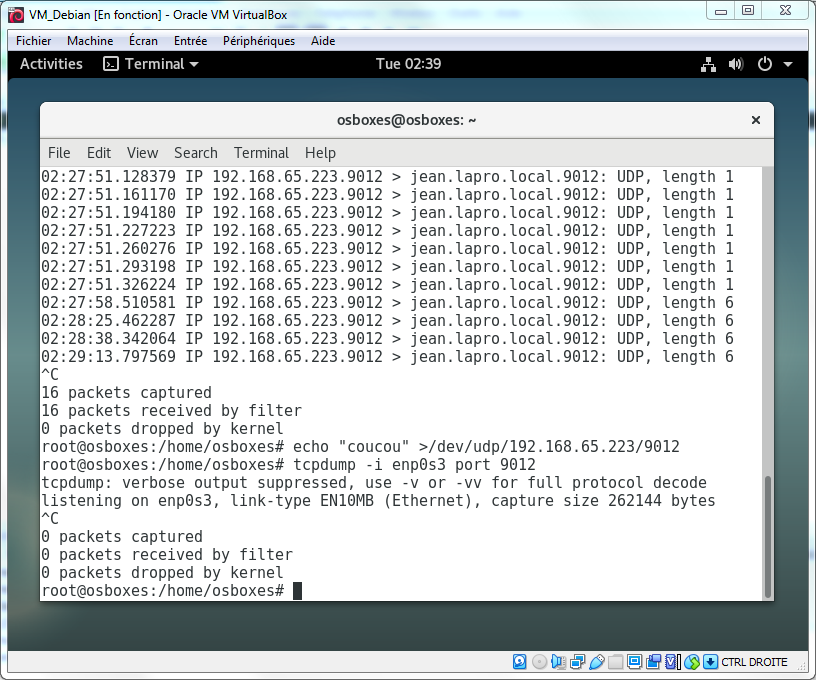 VM_Debian [En fonction] - Oracle VM VirtualBox
Fichier Machine Écran Entrée Périphériques Aide
Activities Terminal Tue 02:39
osboxes@osboxes: ~
File Edit View Search Terminal Help
02:27:51.128379 IP 192.168.65.223.9012 > jean.lapro.local.9012: UDP, length 1
02:27:51.161170 IP 192.168.65.223.9012 > jean.lapro.local.9012: UDP, length 1
02:27:51.194180 IP 192.168.65.223.9012 > jean.lapro.local.9012: UDP, length 1
02:27:51.227223 IP 192.168.65.223.9012 > jean.lapro.local.9012: UDP, length 1
02:27:51.260276 IP 192.168.65.223.9012 > jean.lapro.local.9012: UDP, length 1
02:27:51.293198 IP 192.168.65.223.9012 > jean.lapro.local.9012: UDP, length 1
02:27:51.326224 IP 192.168.65.223.9012 > jean.lapro.local.9012: UDP, length 1
02:27:58.510581 IP 192.168.65.223.9012 > jean.lapro.local.9012: UDP, length 6
02:28:25.462287 IP 192.168.65.223.9012 > jean.lapro.local.9012: UDP, length 6
02:28:38.342064 IP 192.168.65.223.9012 > jean.lapro.local.9012: UDP, length 6
02:29:13.797569 IP 192.168.65.223.9012 > jean.lapro.local.9012: UDP, length 6
^C
16 packets captured
16 packets received by filter
0 packets dropped by kernel
root@osboxes:/home/osboxes# echo "coucou" >/dev/udp/192.168.65.223/9012
root@osboxes:/home/osboxes# tcpdump -i enp0s3 port 9012
tcpdump: verbose output suppressed, use -v or -vv for full protocol decode
listening on enp0s3, link-type EN10MB (Ethernet), capture size 262144 bytes
^C
0 packets captured
0 packets received by filter
0 packets dropped by kernel
root@osboxes:/home/osboxes#
CTRL DROITE